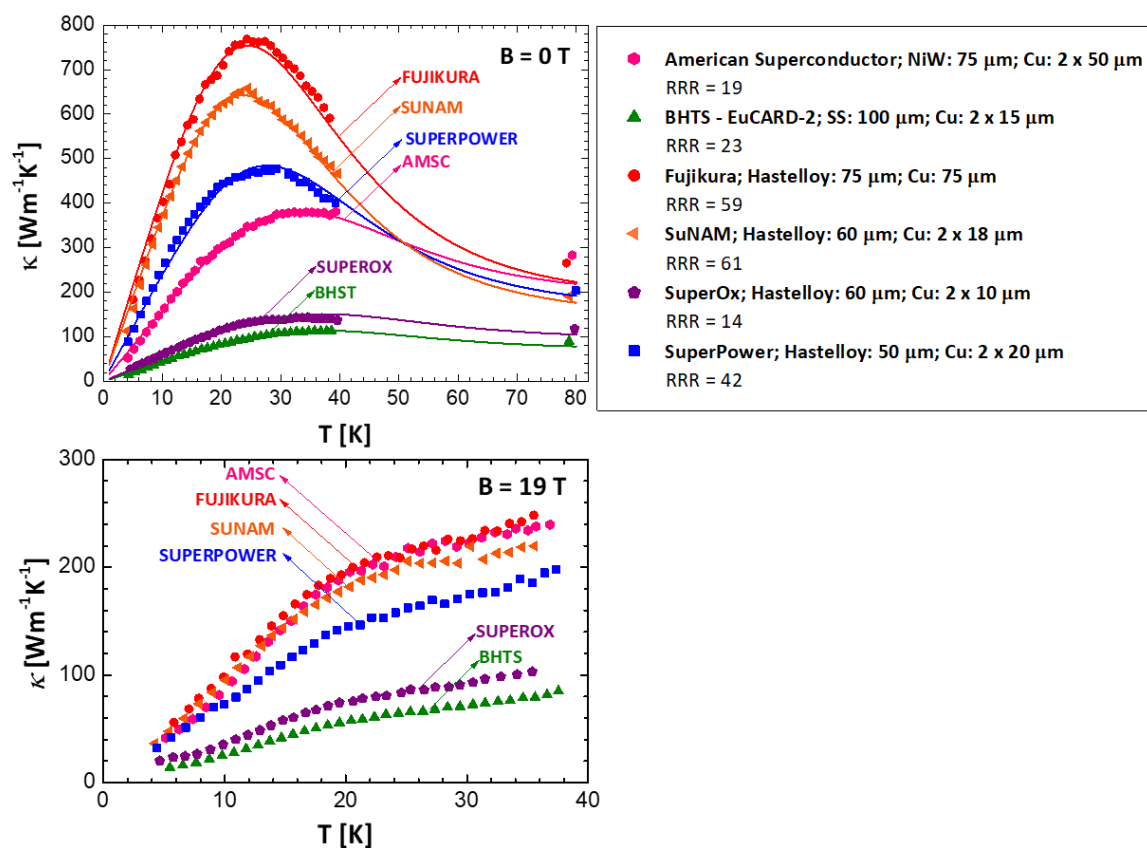 800
700
600
500
400
300
200
100
0
κ [Wm⁻¹K⁻¹]
B = 0 T
FUJIKURA
SUNAM
SUPERPOWER
AMSC
SUPEROX
BHST
0 10 20 30 40 50 60 70 80
T [K]
American Superconductor; NiW: 75 μm; Cu: 2 x 50 μm
RRR = 19
BHTS - EuCARD-2; SS: 100 μm; Cu: 2 x 15 μm
RRR = 23
Fujikura; Hastelloy: 75 μm; Cu: 75 μm
RRR = 59
SuNAM; Hastelloy: 60 μm; Cu: 2 x 18 μm
RRR = 61
SuperOx; Hastelloy: 60 μm; Cu: 2 x 10 μm
RRR = 14
SuperPower; Hastelloy: 50 μm; Cu: 2 x 20 μm
RRR = 42
300
200
100
0
κ [Wm⁻¹K⁻¹]
B = 19 T
AMSC
FUJIKURA
SUNAM
SUPERPOWER
SUPEROX
BHTS
0 10 20 30 40
T [K]